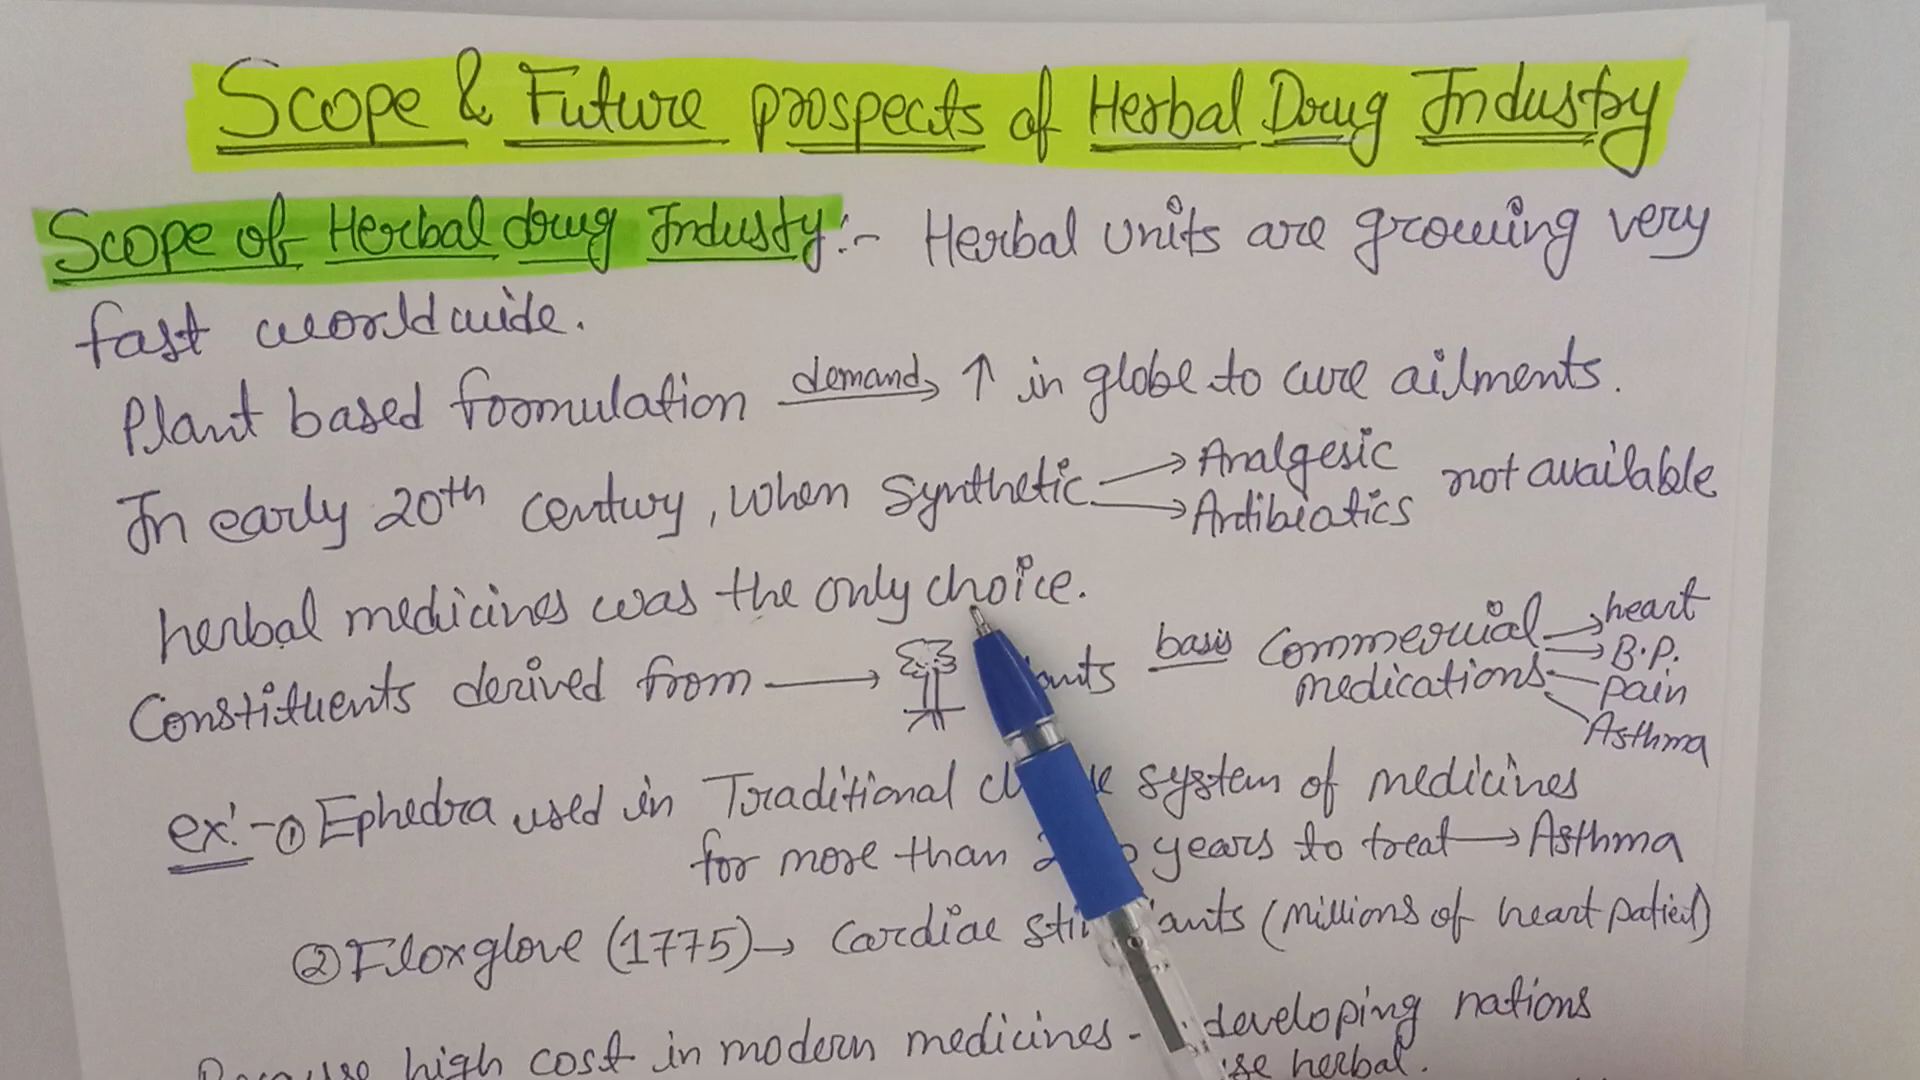 Scope & Future prospects of Herbal Drug Industry
Scope of Herbal drug Industy:- Herbal units are growing very
fast worldwide.
Plant based formulation demand→ ↑ in globe to cure ailments.
In early 20th century, when synthetic → Analgesic not available
→ Antibiotics
herbal medicines was the only choice.
Constituents derived from → basis Commercial → heart
medications → B.P.
pain
Asthma
ex:- ① Ephedra used in Traditional system of medicines
for more than years to treat → Asthma
② Floxglove (1775) → Cardiac (millions of heart patient)
Because high cost in modern medicines - developing nations
herbal.